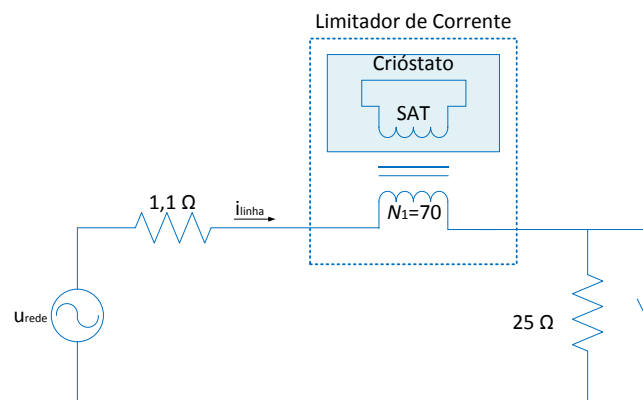 Limitador de Corrente
Crióstato
SAT
1,1 Ω
ilinha
N1=70
urede
25 Ω